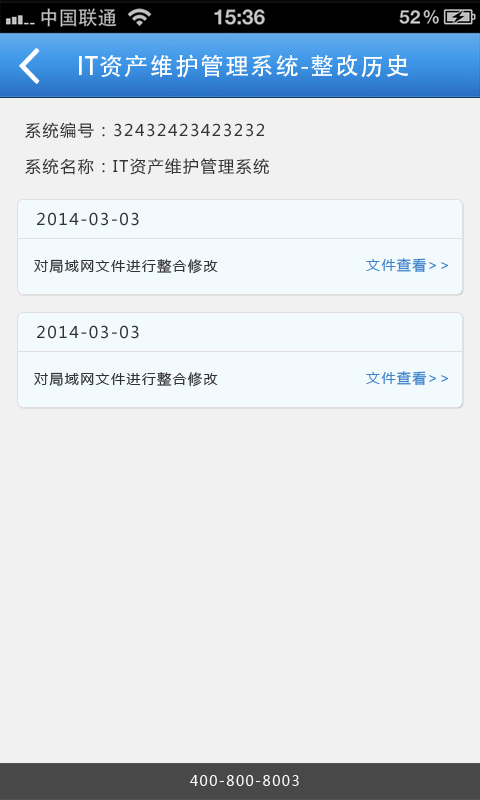 中国联通 15:36 52%
IT资产维护管理系统-整改历史
系统编号：32432423423232
系统名称：IT资产维护管理系统
2014-03-03
对局域网文件进行整合修改 文件查看>>
2014-03-03
对局域网文件进行整合修改 文件查看>>
400-800-8003